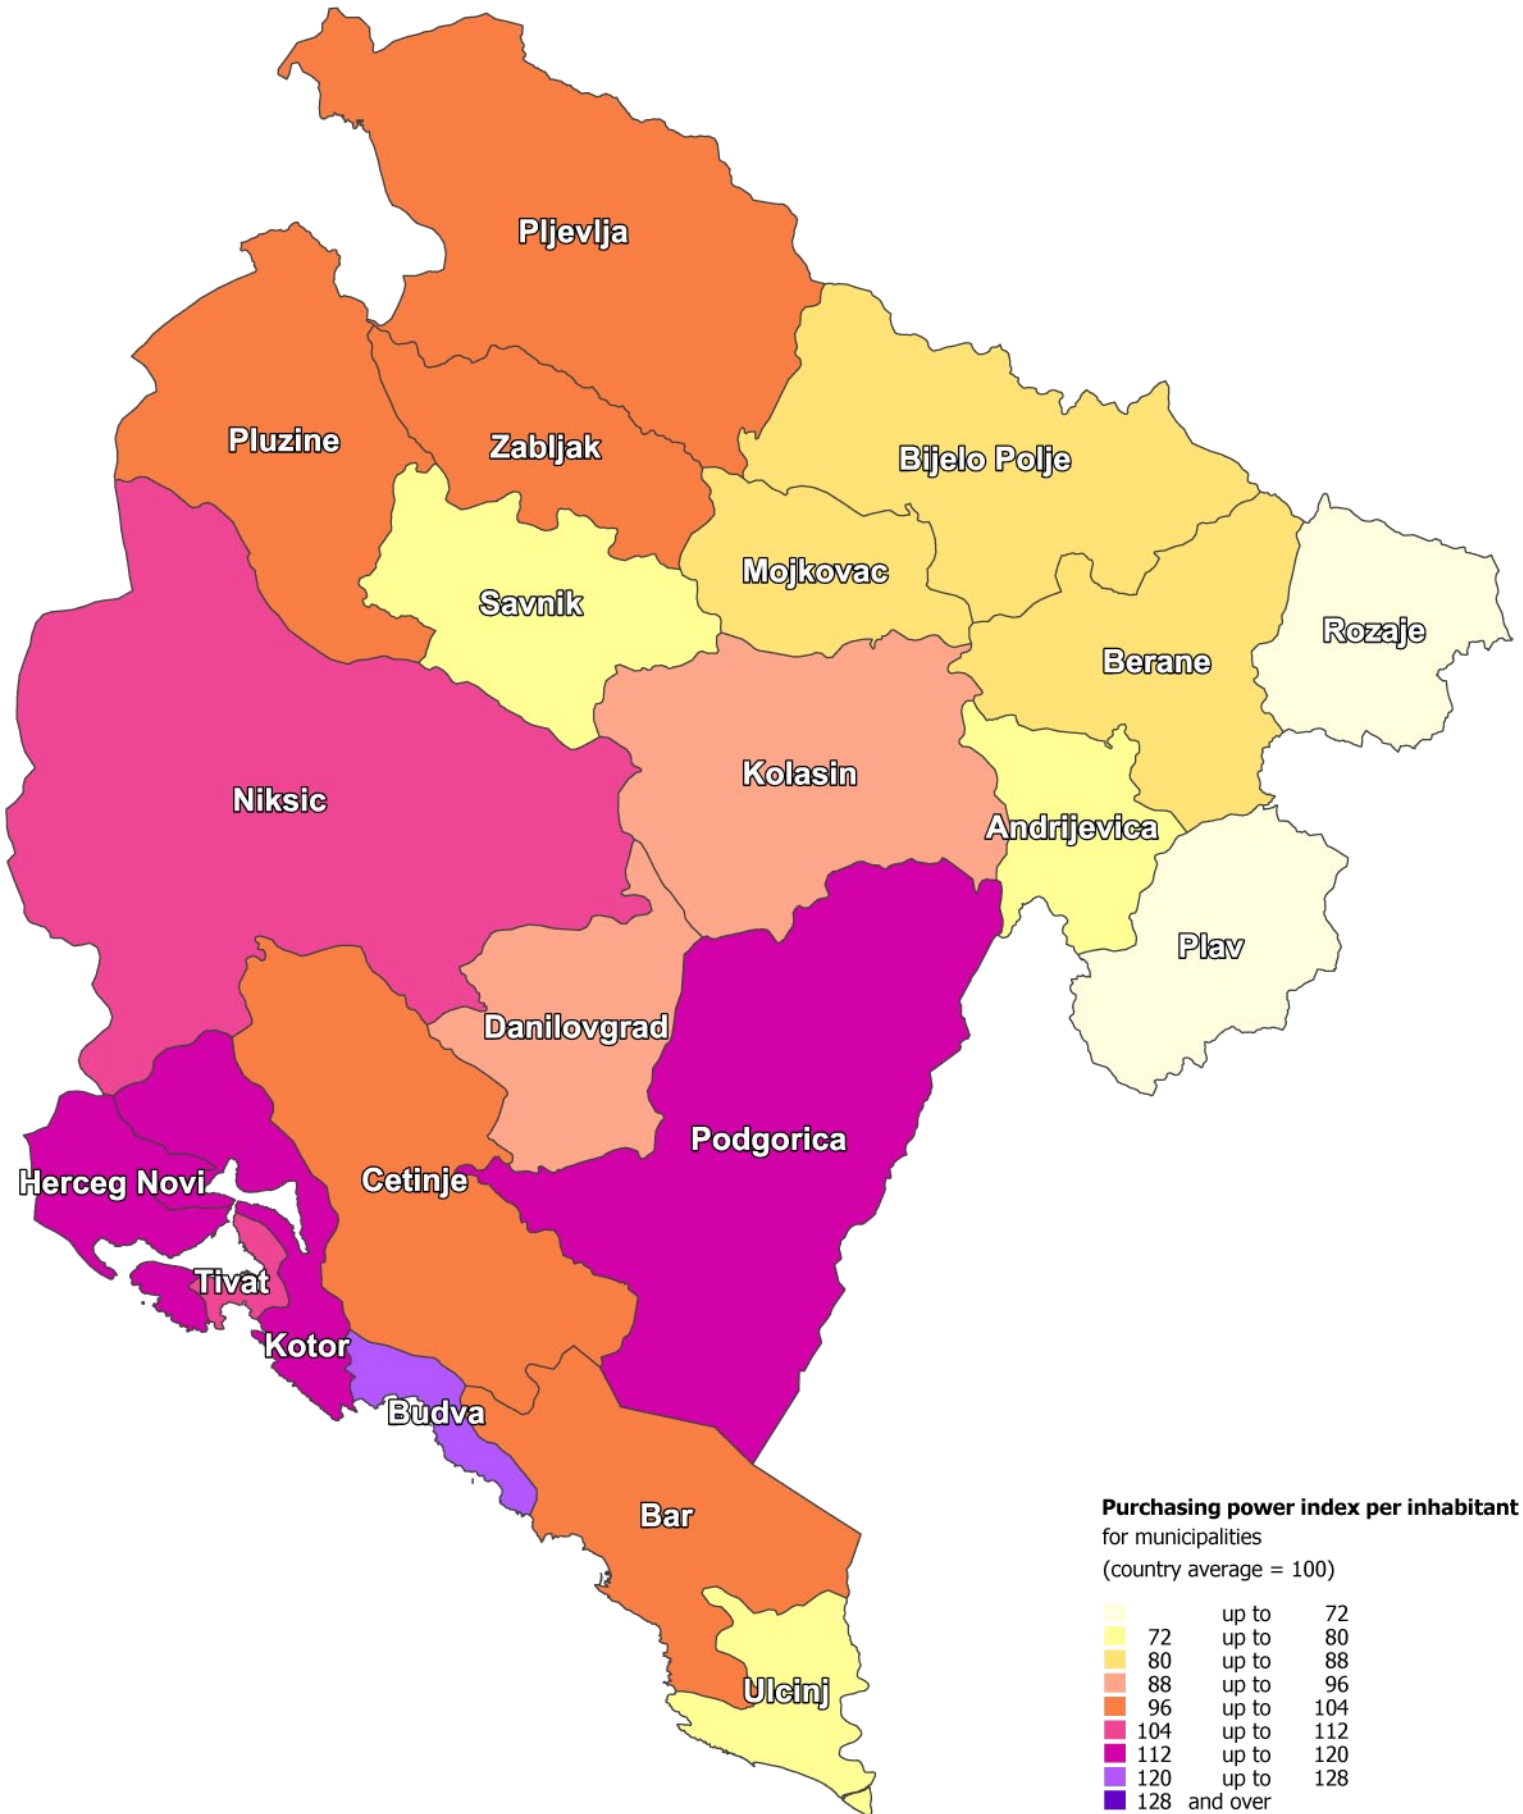 Pljevlja
Pluzine
Zabljak
Bijelo Polje
Mojkovac
Savnik
Rozaje
Berane
Kolasin
Niksic
Andrijevica
Plav
Danilovgrad
Podgorica
Cetinje
Herceg Novi
Tivat
Kotor
Budva
Bar
Ulcinj
Purchasing power index per inhabitant
for municipalities
(country average = 100)
up to 72
72 up to 80
80 up to 88
88 up to 96
96 up to 104
104 up to 112
112 up to 120
120 up to 128
128 and over